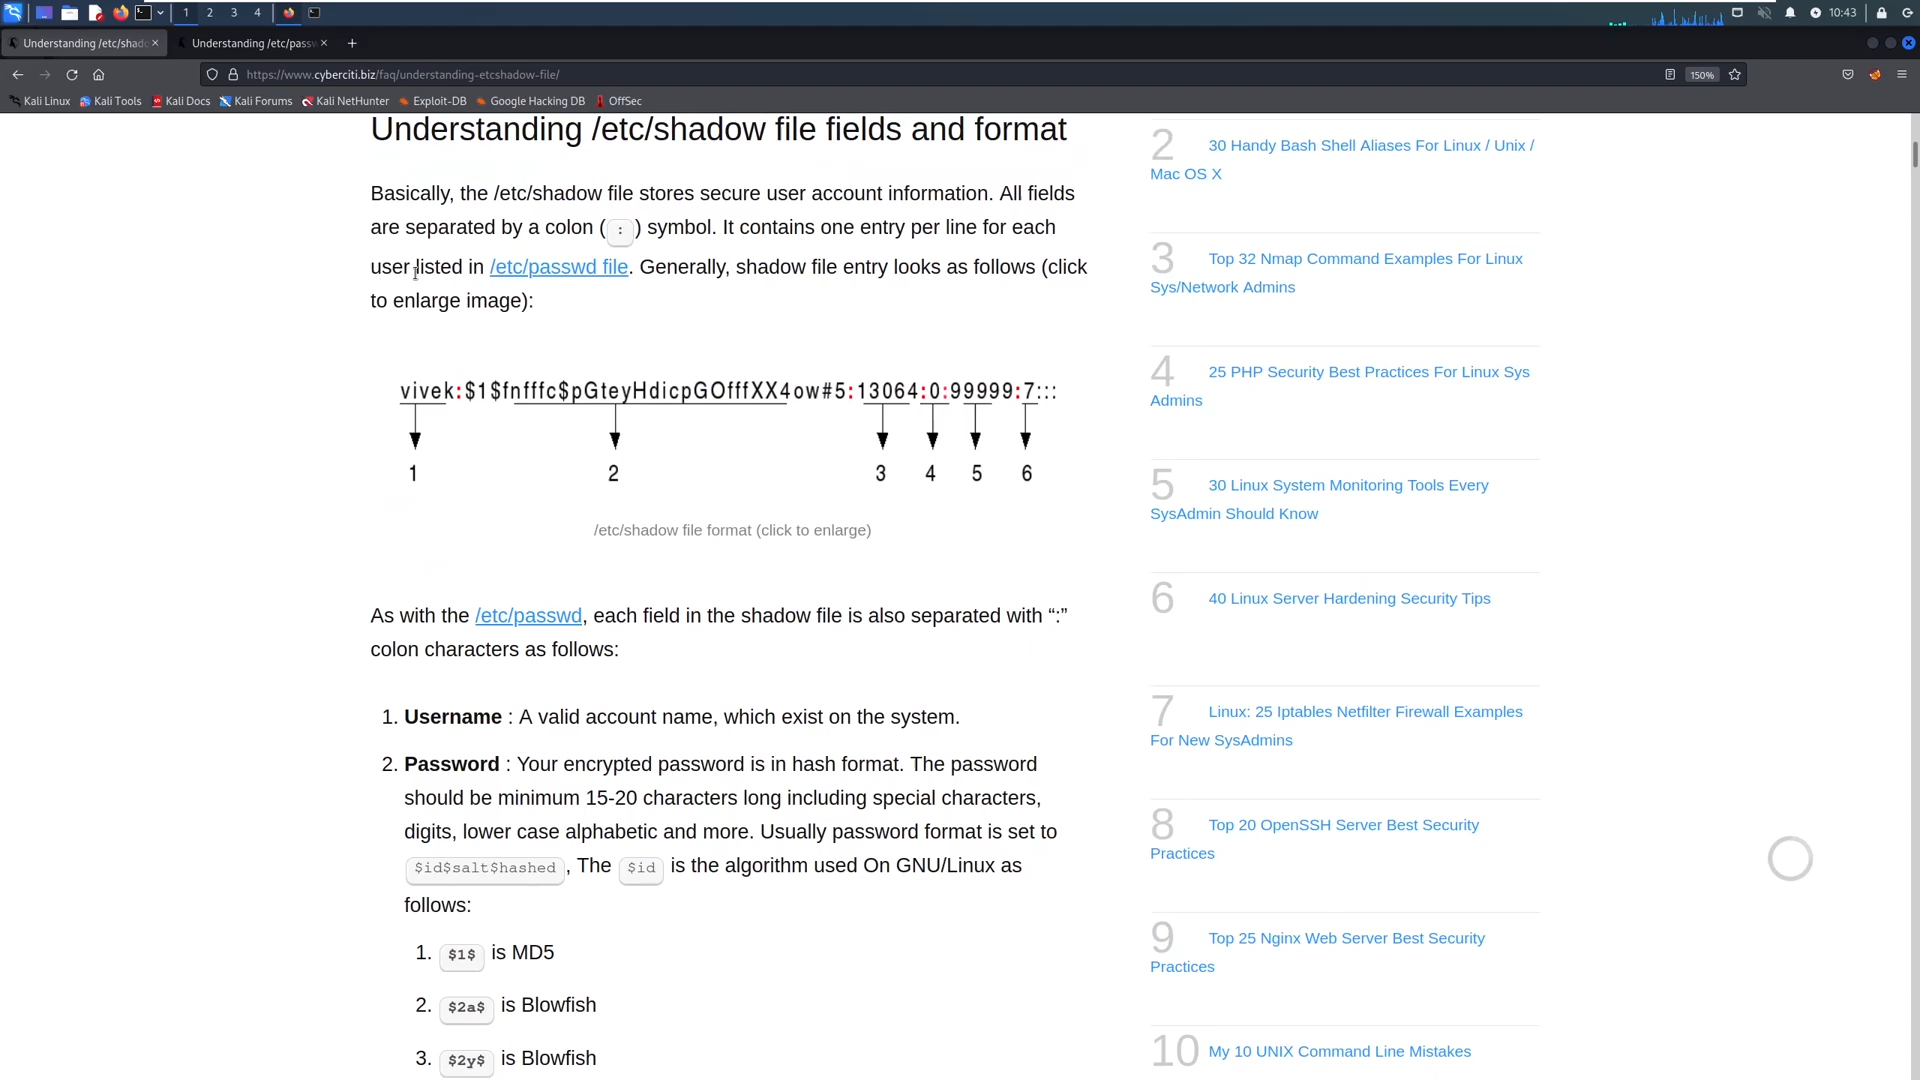 1 2 3 4 10:43
Understanding /etc/shad Understanding /etc/passw
https://www.cyberciti.biz/faq/understanding-etcshadow-file/ 150%
Kali Linux Kali Tools Kali Docs Kali Forums Kali NetHunter Exploit-DB Google Hacking DB OffSec
Understanding /etc/shadow file fields and format
Basically, the /etc/shadow file stores secure user account information. All fields
are separated by a colon ( : ) symbol. It contains one entry per line for each
user listed in /etc/passwd file. Generally, shadow file entry looks as follows (click
to enlarge image):
vivek:$1$fnfffc$pGteyHdicpGOfffXX4ow#5:13064:0:99999:7:::
1 2 3 4 5 6
/etc/shadow file format (click to enlarge)
As with the /etc/passwd, each field in the shadow file is also separated with “:”
colon characters as follows:
1. Username : A valid account name, which exist on the system.
2. Password : Your encrypted password is in hash format. The password
should be minimum 15-20 characters long including special characters,
digits, lower case alphabetic and more. Usually password format is set to
$id$salt$hashed , The $id is the algorithm used On GNU/Linux as
follows:
1. $1$ is MD5
2. $2a$ is Blowfish
3. $2y$ is Blowfish
2 30 Handy Bash Shell Aliases For Linux / Unix /
Mac OS X
3 Top 32 Nmap Command Examples For Linux
Sys/Network Admins
4 25 PHP Security Best Practices For Linux Sys
Admins
5 30 Linux System Monitoring Tools Every
SysAdmin Should Know
6 40 Linux Server Hardening Security Tips
7 Linux: 25 Iptables Netfilter Firewall Examples
For New SysAdmins
8 Top 20 OpenSSH Server Best Security
Practices
9 Top 25 Nginx Web Server Best Security
Practices
10 My 10 UNIX Command Line Mistakes